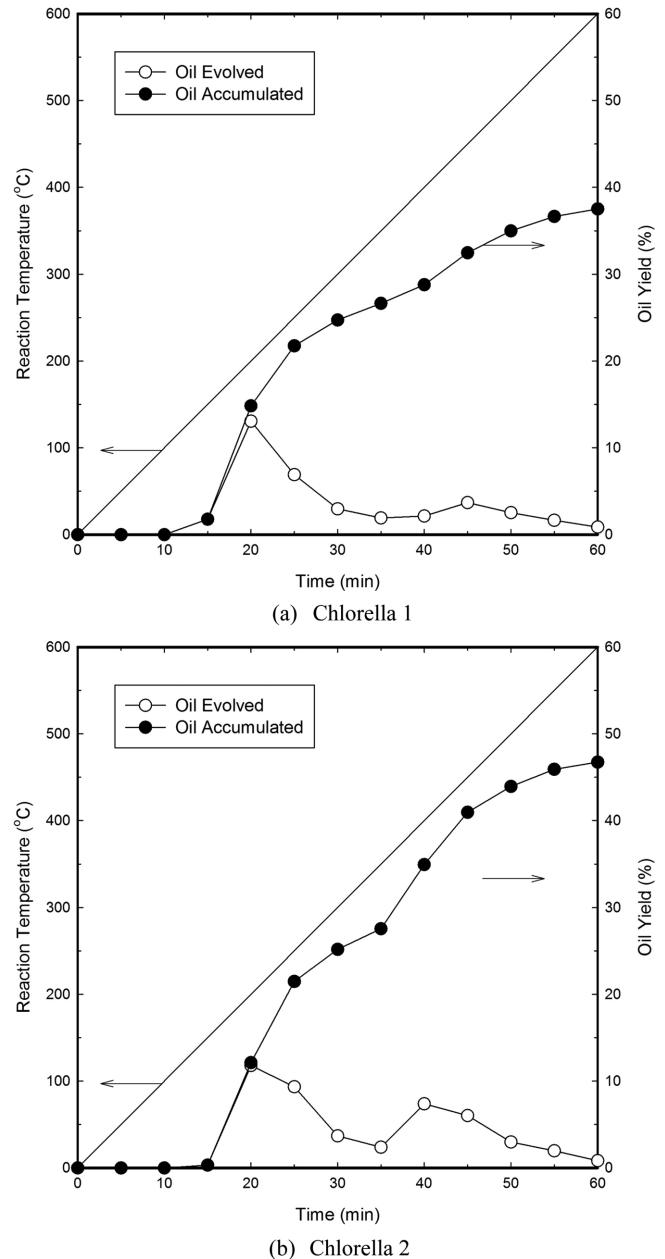 600
500
400
300
200
100
0
Reaction Temperature (°C)
Oil Evolved
Oil Accumulated
60
50
40
30
20
10
0
Oil Yield (%)
0 10 20 30 40 50 60
Time (min)
(a) Chlorella 1
600
500
400
300
200
100
0
Reaction Temperature (°C)
Oil Evolved
Oil Accumulated
60
50
40
30
20
10
0
Oil Yield (%)
0 10 20 30 40 50 60
Time (min)
(b) Chlorella 2